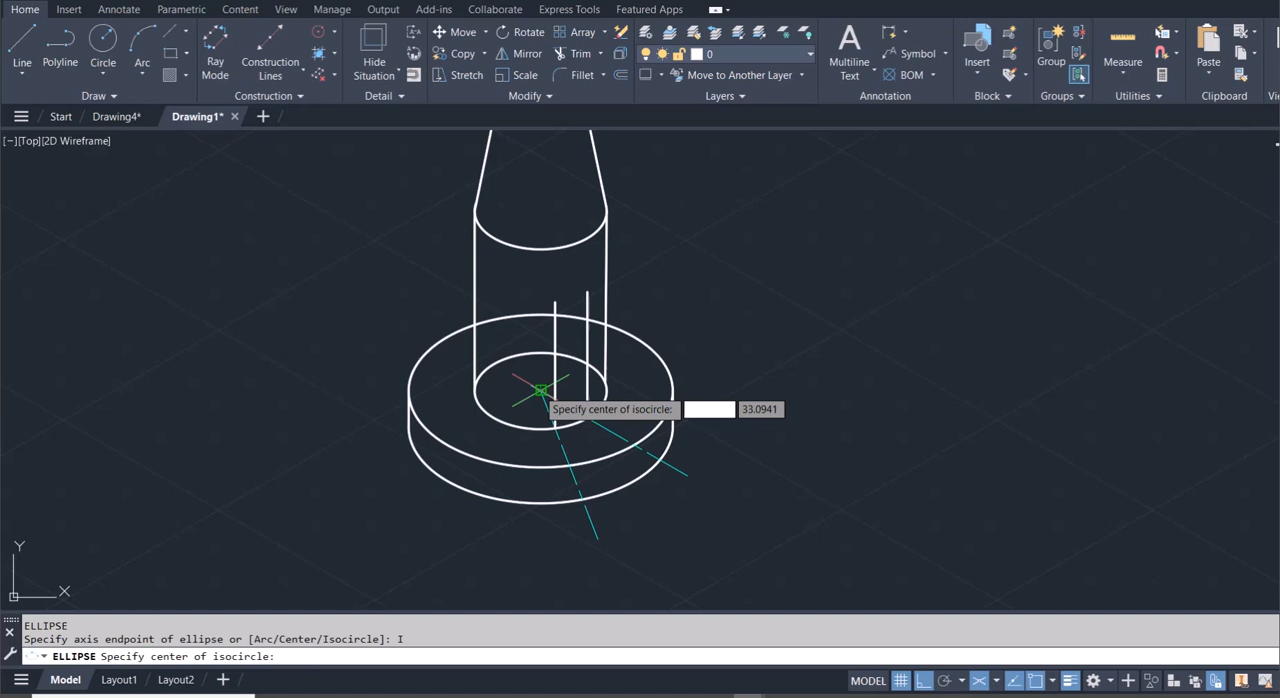 Home Insert Annotate Parametric Content View Manage Output Add-ins Collaborate Express Tools Featured Apps
Line Polyline Circle Arc
Ray Mode
Construction Lines
Hide Situation
Move Rotate Array
Copy Mirror Trim
Stretch Scale Fillet
0
Move to Another Layer
Multiline Text
Symbol
BOM
Insert
Group
Measure
Paste
Draw Construction Detail Modify Layers Annotation Block Groups Utilities Clipboard
Start Drawing4* Drawing1*
[−][Top][2D Wireframe]
Specify center of isocircle: 33.0941
Y
X
ELLIPSE
Specify axis endpoint of ellipse or [Arc/Center/Isocircle]: I
ELLIPSE Specify center of isocircle:
Model Layout1 Layout2
MODEL